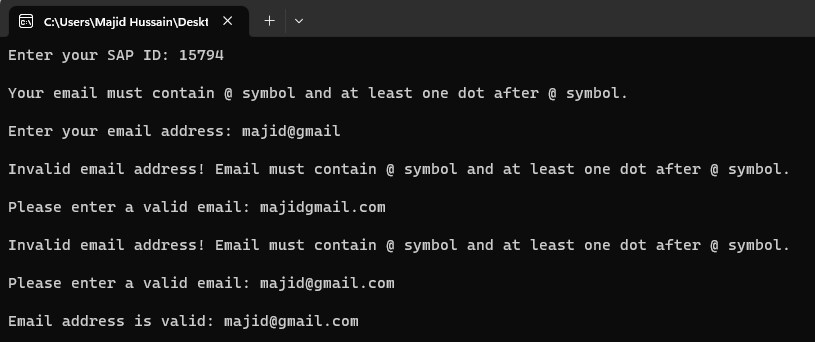 C:\Users\Majid Hussain\Deskt
Enter your SAP ID: 15794
Your email must contain @ symbol and at least one dot after @ symbol.
Enter your email address: majid@gmail
Invalid email address! Email must contain @ symbol and at least one dot after @ symbol.
Please enter a valid email: majidgmail.com
Invalid email address! Email must contain @ symbol and at least one dot after @ symbol.
Please enter a valid email: majid@gmail.com
Email address is valid: majid@gmail.com